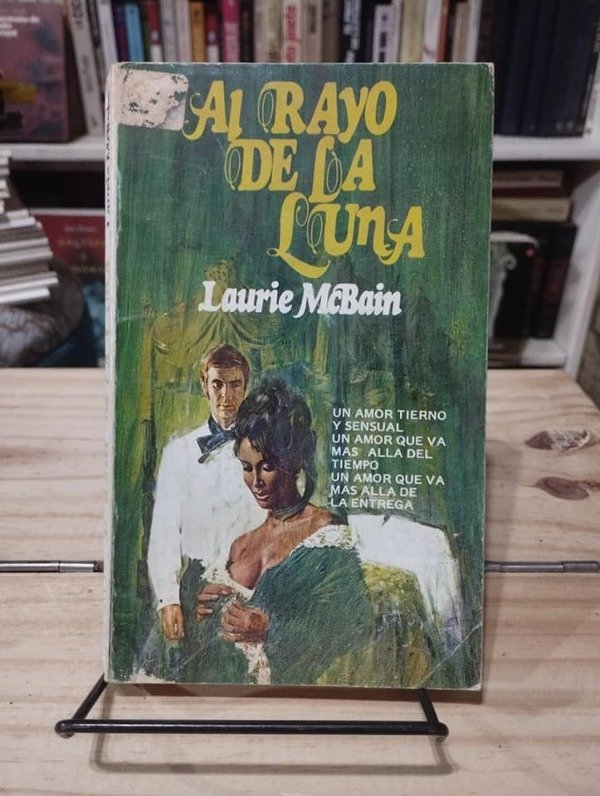 Al RAYO
DE LA
LUNA
Laurie McBain
UN AMOR TIERNO
Y SENSUAL
UN AMOR QUE VA
MAS ALLA DEL
TIEMPO
UN AMOR QUE VA
MAS ALLA DE
LA ENTREGA